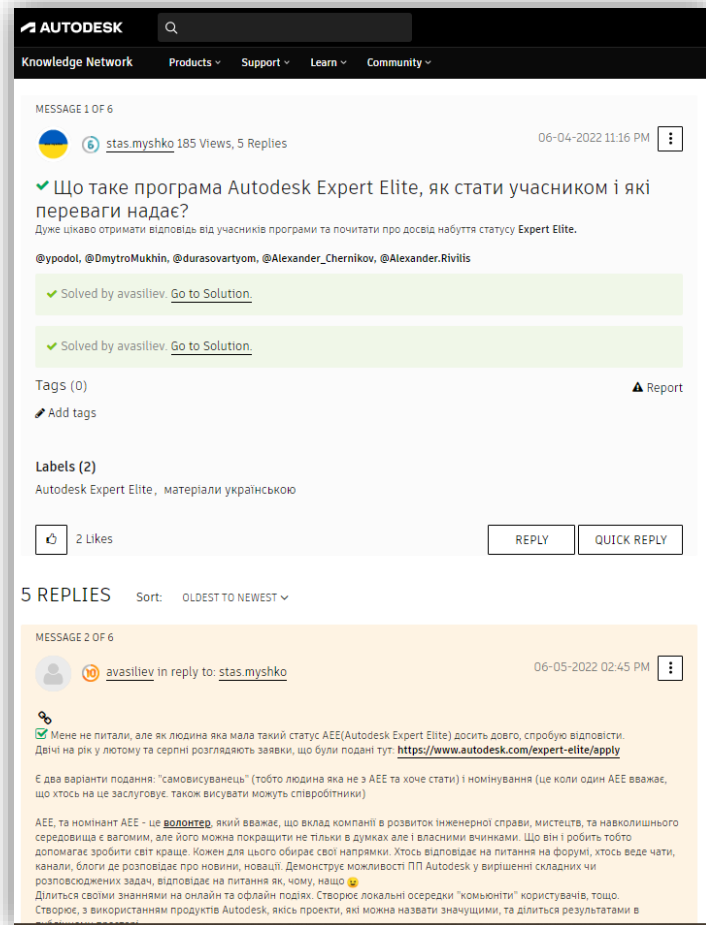 AUTODESK
Knowledge Network Products Support Learn Community
MESSAGE 1 OF 6
6 stas.myshko 185 Views, 5 Replies 06-04-2022 11:16 PM
Що таке програма Autodesk Expert Elite, як стати учасником і які
переваги надає?
Дуже цікаво отримати відповідь від учасників програми та почитати про досвід набуття статусу Expert Elite.
@ypodol, @DmytroMukhin, @durasovartyom, @Alexander_Chernikov, @Alexander.Rivilis
Solved by avasiliev. Go to Solution.
Solved by avasiliev. Go to Solution.
Tags (0) Report
Add tags
Labels (2)
Autodesk Expert Elite, матеріали українською
2 Likes REPLY QUICK REPLY
5 REPLIES Sort: OLDEST TO NEWEST
MESSAGE 2 OF 6
10 avasiliev in reply to: stas.myshko 06-05-2022 02:45 PM
Мене не питали, але як людина яка мала такий статус AEE(Autodesk Expert Elite) досить довго, спробую відповісти.
Двічі на рік у лютому та серпні розглядяють заявки, що були подані тут: https://www.autodesk.com/expert-elite/apply
Є два варіанти подання: "самовисуванець" (тобто людина яка не з AEE та хоче стати) і номінування (це коли один AEE вважає,
що хтось на це заслуговує. також висувати можуть співробітники)
AEE, та номінант AEE - це волонтер, який вважає, що вклад компанії в розвиток інженерної справи, мистецтв, та навколишнього
середовища є вагомим, але його можна покращити не тільки в думках але і власними вчинками. Що він і робить тобто
допомагає зробити світ краще. Кожен для цього обирає свої напрямки. Хтось відповідає на питання на форумі, хтось веде чати,
канали, блоги де розповідає про новини, новації. Демонструє можливості ПП Autodesk у вирішенні складних чи
розповсюджених задач, відповідає на питання як, чому, нащо
Ділиться своїми знаннями на онлайн та офлайн подіях. Створює локальні осередки "комьюніти" користувачів, тощо.
Створює, з використанням продуктів Autodesk, якісь проекти, які можна назвати значущими, та ділиться результатами в